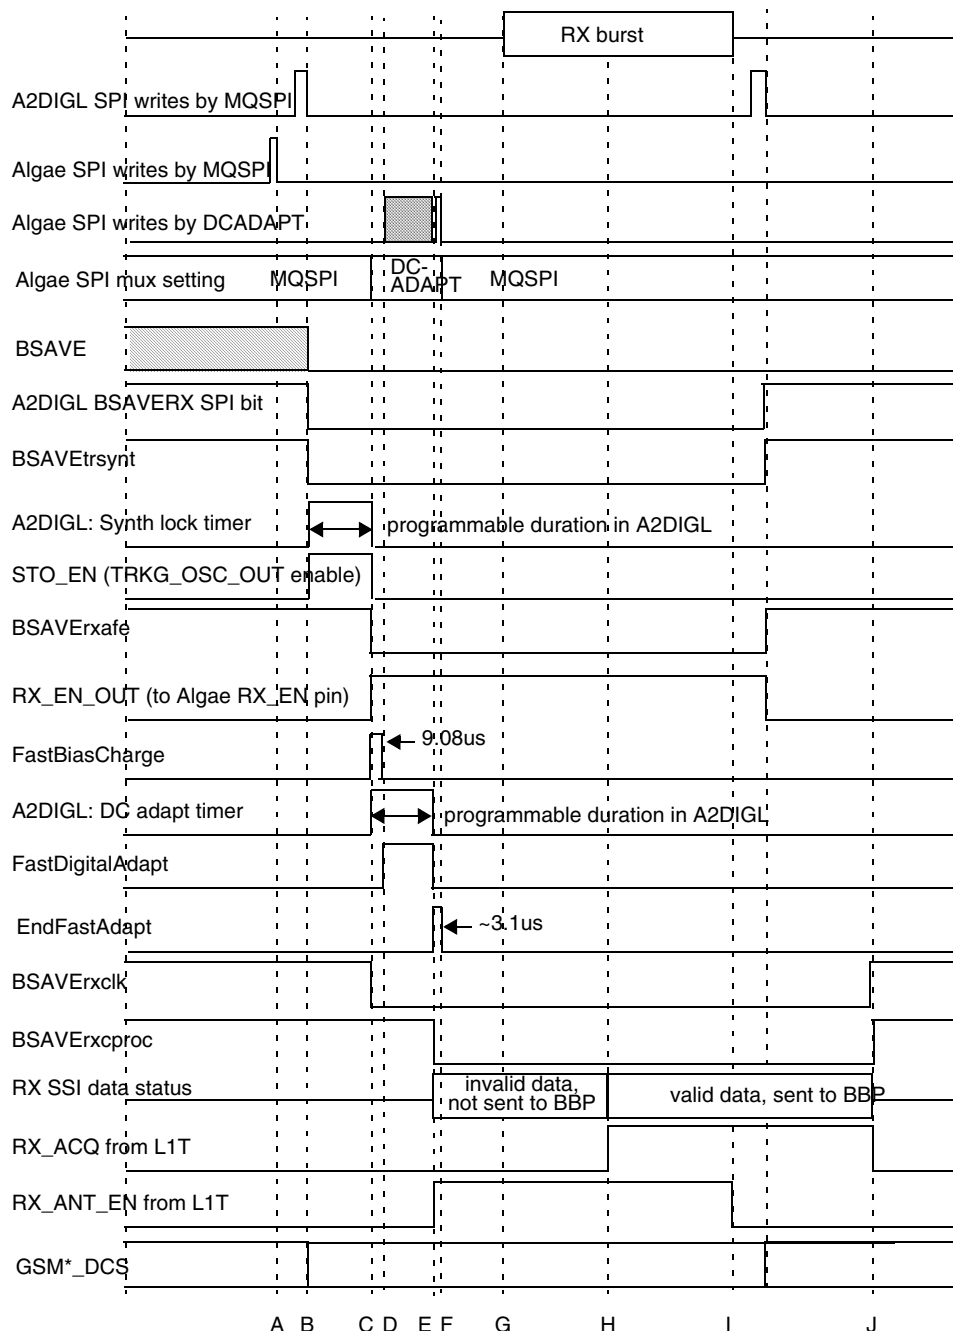 RX burst
A2DIGL SPI writes by MQSPI
Algae SPI writes by MQSPI
Algae SPI writes by DCADAPT
Algae SPI mux setting MQSPI DC-ADAPT MQSPI
BSAVE
A2DIGL BSAVERX SPI bit
BSAVEtrsynt
A2DIGL: Synth lock timer programmable duration in A2DIGL
STO_EN (TRKG_OSC_OUT enable)
BSAVErxafe
RX_EN_OUT (to Algae RX_EN pin)
FastBiasCharge 9.08us
A2DIGL: DC adapt timer programmable duration in A2DIGL
FastDigitalAdapt
EndFastAdapt ~3.1us
BSAVErxclk
BSAVErxcproc
RX SSI data status
invalid data,
not sent to BBP
valid data, sent to BBP
RX_ACQ from L1T
RX_ANT_EN from L1T
GSM*_DCS
A B C D E F G H I J